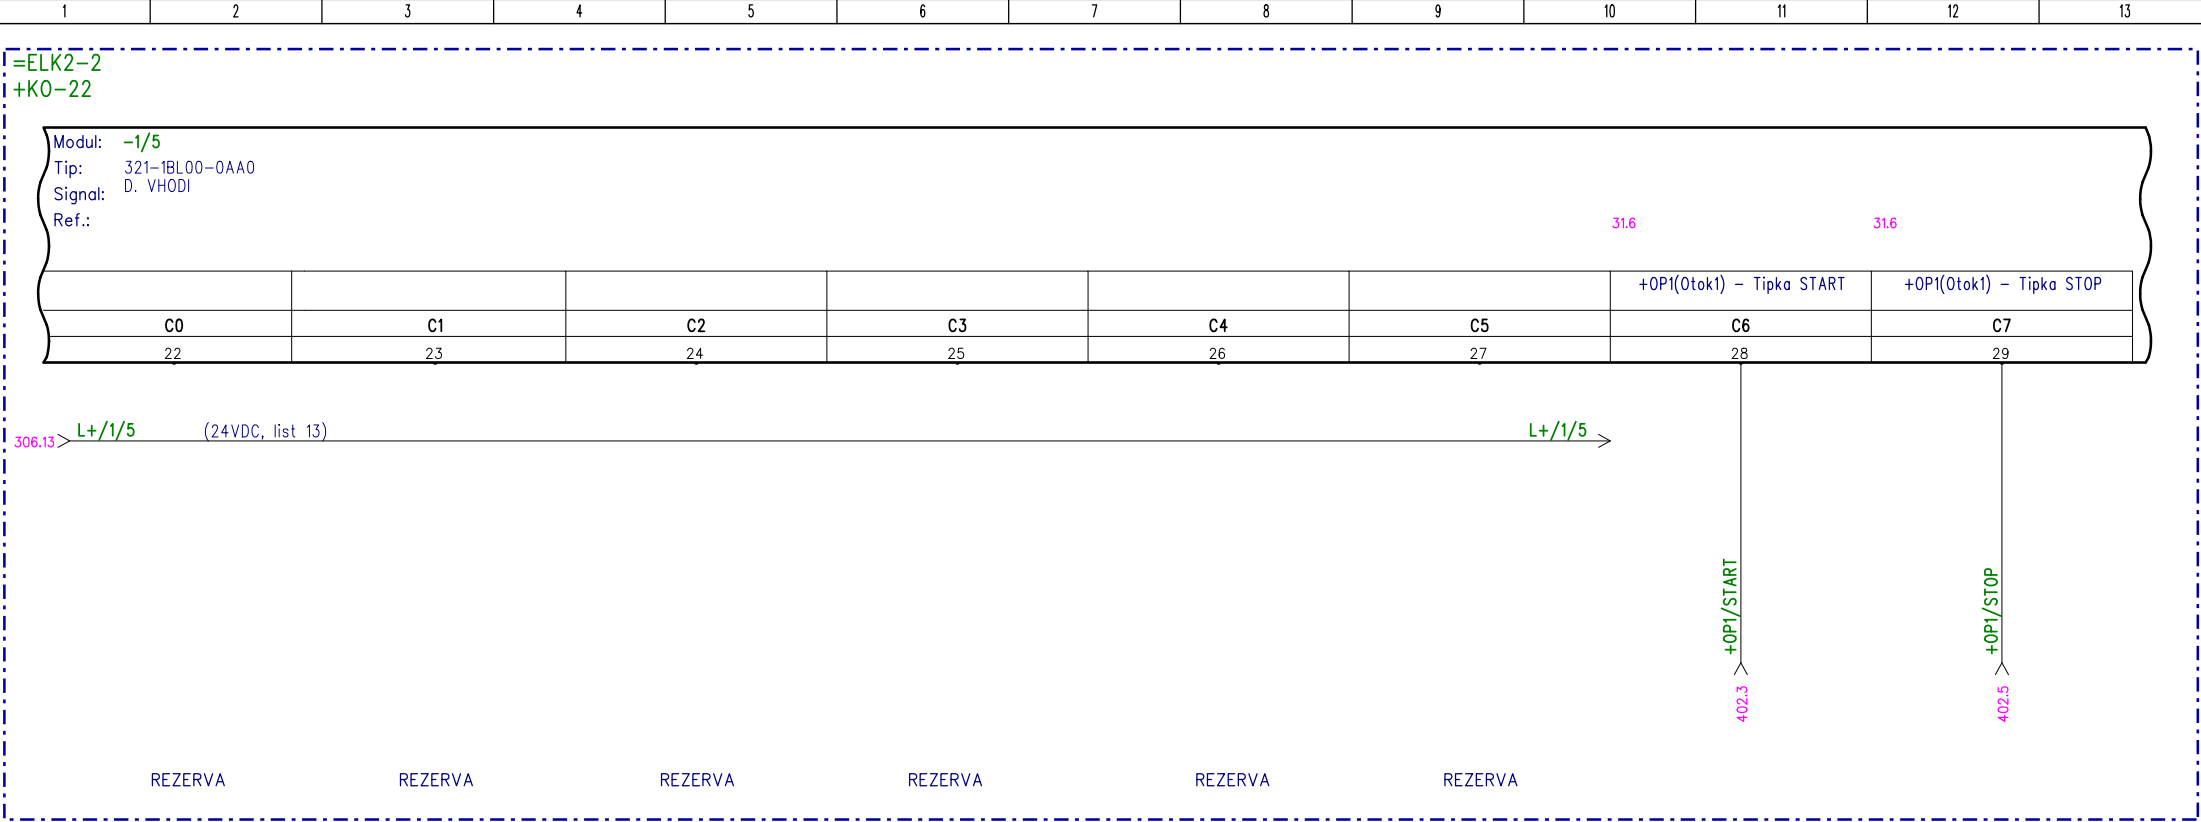 1 2 3 4 5 6 7 8 9 10 11 12 13
=ELK2-2
+KO-22
Modul: -1/5
Tip: 321-1BL00-0AA0
Signal: D. VHODI
Ref.:
31.6 31.6
+OP1(Otok1) - Tipka START +OP1(Otok1) - Tipka STOP
C0 C1 C2 C3 C4 C5 C6 C7
22 23 24 25 26 27 28 29
306.13 L+/1/5 (24VDC, list 13) L+/1/5
+OP1/START +OP1/STOP
402.3 402.5
REZERVA REZERVA REZERVA REZERVA REZERVA REZERVA